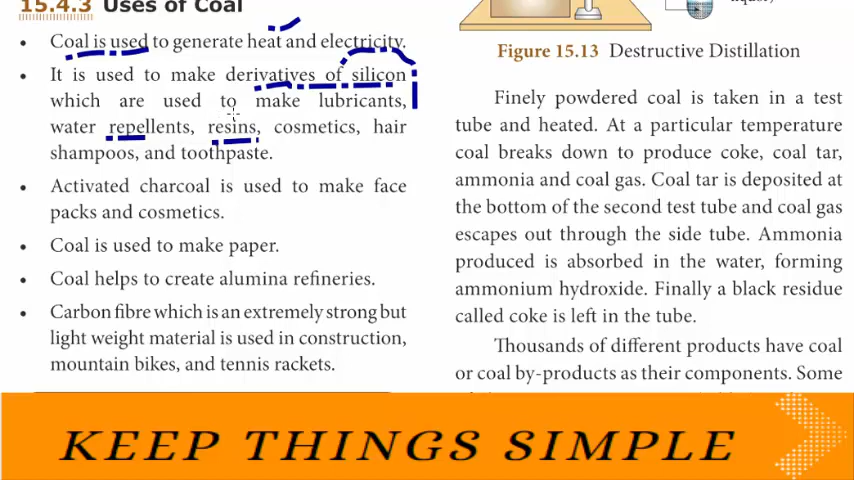 15.4.3 Uses of Coal
• Coal is used to generate heat and electricity.
• It is used to make derivatives of silicon
which are used to make lubricants,
water repellents, resins, cosmetics, hair
shampoos, and toothpaste.
• Activated charcoal is used to make face
packs and cosmetics.
• Coal is used to make paper.
• Coal helps to create alumina refineries.
• Carbon fibre which is an extremely strong but
light weight material is used in construction,
mountain bikes, and tennis rackets.
Figure 15.13 Destructive Distillation
Finely powdered coal is taken in a test
tube and heated. At a particular temperature
coal breaks down to produce coke, coal tar,
ammonia and coal gas. Coal tar is deposited at
the bottom of the second test tube and coal gas
escapes out through the side tube. Ammonia
produced is absorbed in the water, forming
ammonium hydroxide. Finally a black residue
called coke is left in the tube.
Thousands of different products have coal
or coal by-products as their components. Some
KEEP THINGS SIMPLE